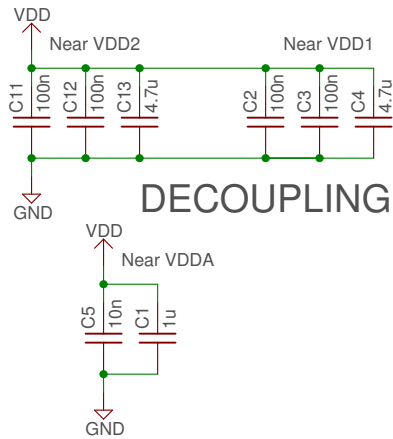 VDD
Near VDD2
Near VDD1
C11
100n
C12
100n
C13
4.7u
C2
100n
C3
100n
C4
4.7u
GND
DECOUPLING
VDD
Near VDDA
C5
10n
C1
1u
GND